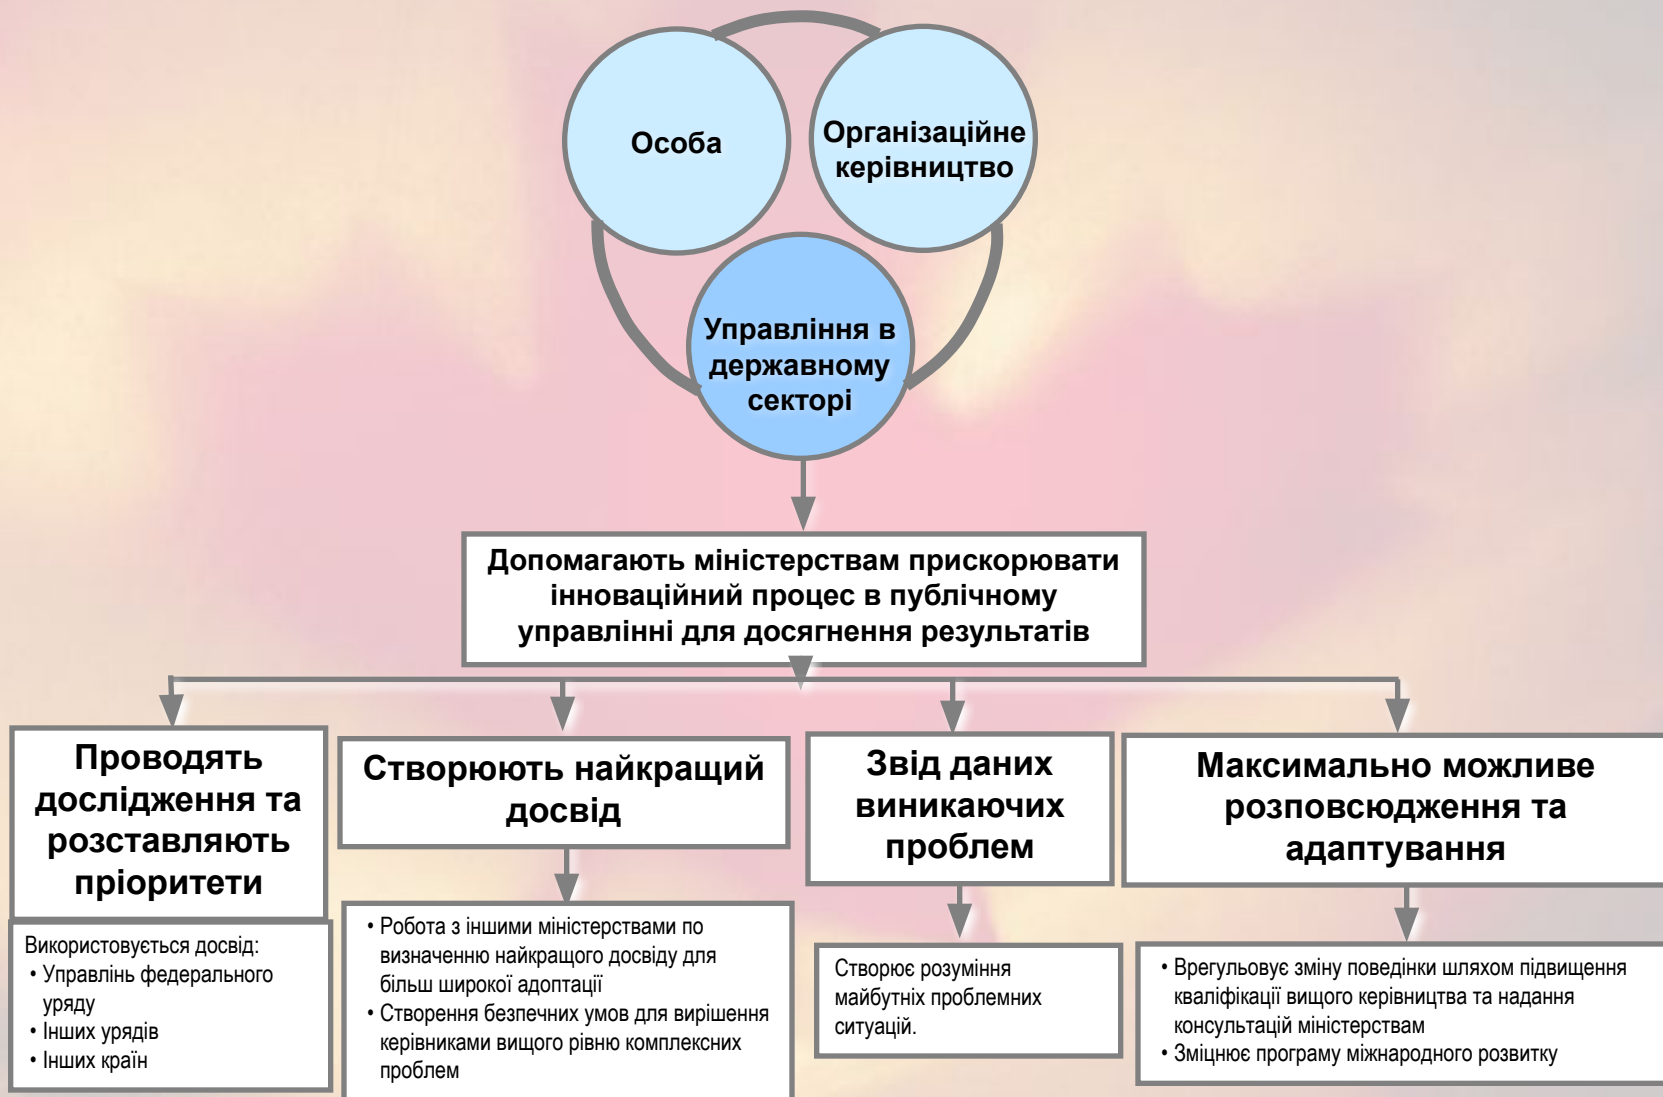 Особа
Організаційне
керівництво
Управління в
державному
секторі
Допомагають міністерствам прискорювати
інноваційний процес в публічному
управлінні для досягнення результатів
Проводять
дослідження та
розставляють
пріоритети
Використовується досвід:
• Управлінь федерального
уряду
• Інших урядів
• Інших країн
Створюють найкращий
досвід
• Робота з іншими міністерствами по
визначенню найкращого досвіду для
більш широкої адоптації
• Створення безпечних умов для вирішення
керівниками вищого рівню комплексних
проблем
Звід даних
виникаючих
проблем
Створює розуміння
майбутніх проблемних
ситуацій.
Максимально можливе
розповсюдження та
адаптування
• Врегульовує зміну поведінки шляхом підвищення
кваліфікації вищого керівництва та надання
консультацій міністерствам
• Зміцнює програму міжнародного розвитку